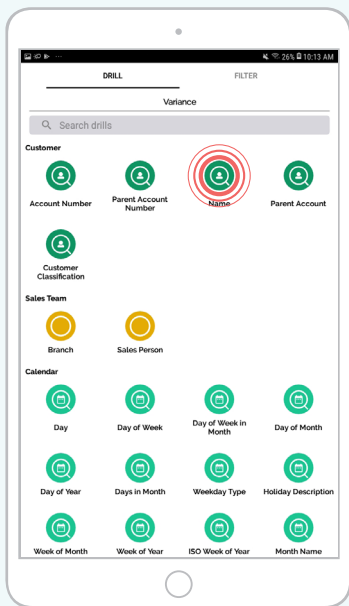 ... 26% 10:13 AM
DRILL FILTER
Variance
Search drills
Customer
Account Number Parent Account Number Name Parent Account
Customer Classification
Sales Team
Branch Sales Person
Calendar
Day Day of Week Day of Week in Month Day of Month
Day of Year Days in Month Weekday Type Holiday Description
Week of Month Week of Year ISO Week of Year Month Name